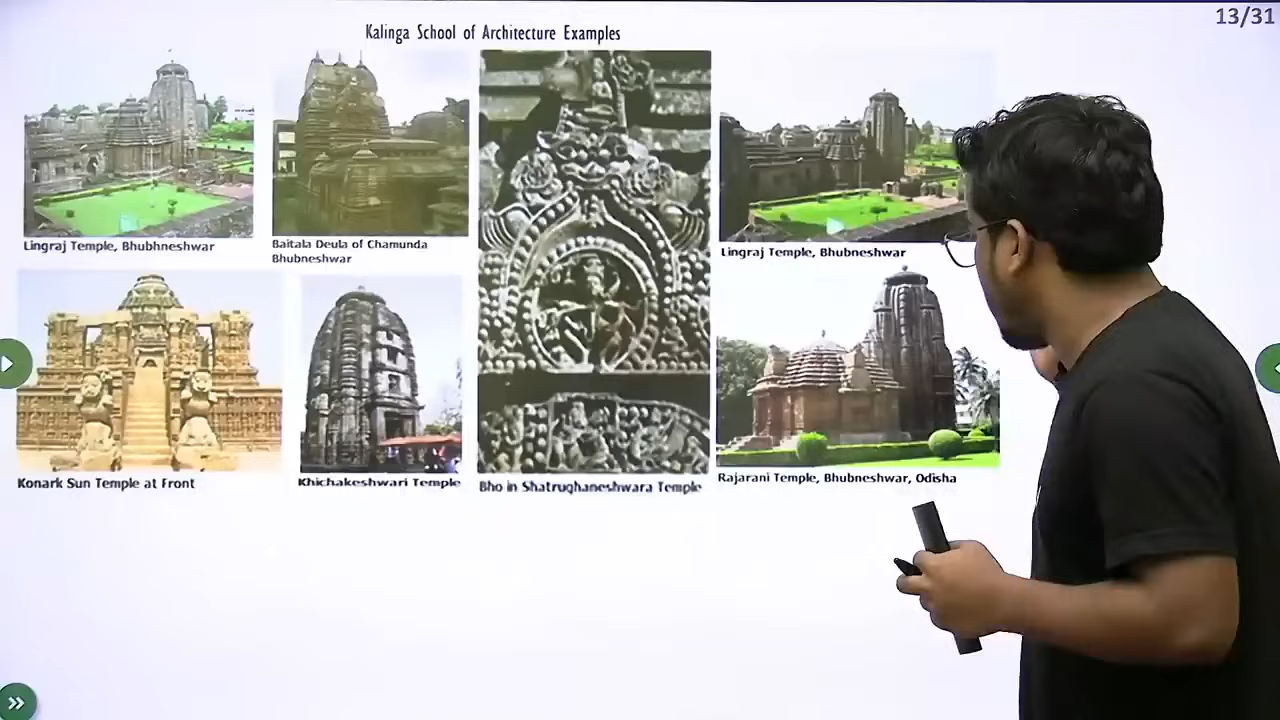 13/31
Kalinga School of Architecture Examples
Lingraj Temple, Bhubhneshwar
Baitala Deula of Chamunda
Bhubneshwar
Lingraj Temple, Bhubneshwar
Konark Sun Temple at Front
Khichakeshwari Temple
Bho in Shatrughaneshwara Temple
Rajarani Temple, Bhubneshwar, Odisha